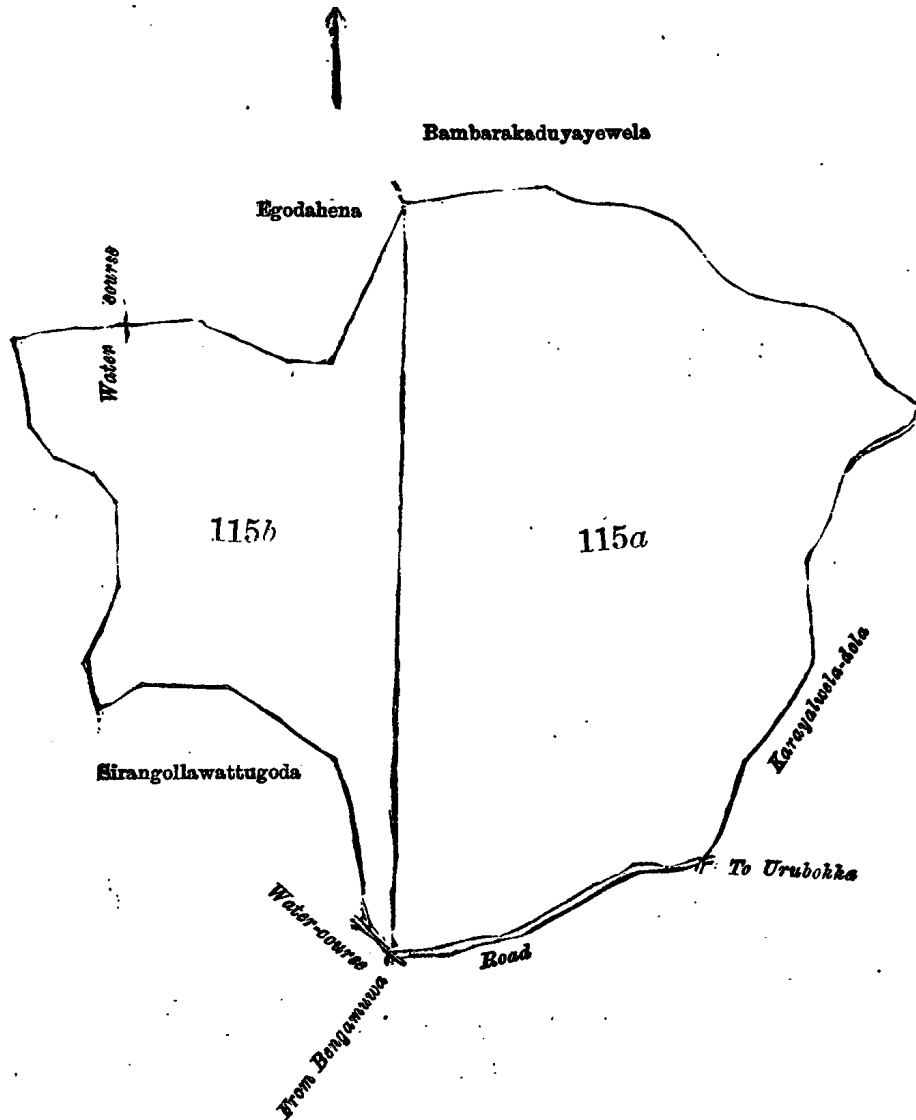 Bambarakaduyayewela
Egodahena
Water course
115b
115a
Karayalwela-dola
Sirangollawattugoda
To Urubokka
Water-course
Road
From Bengamuwa